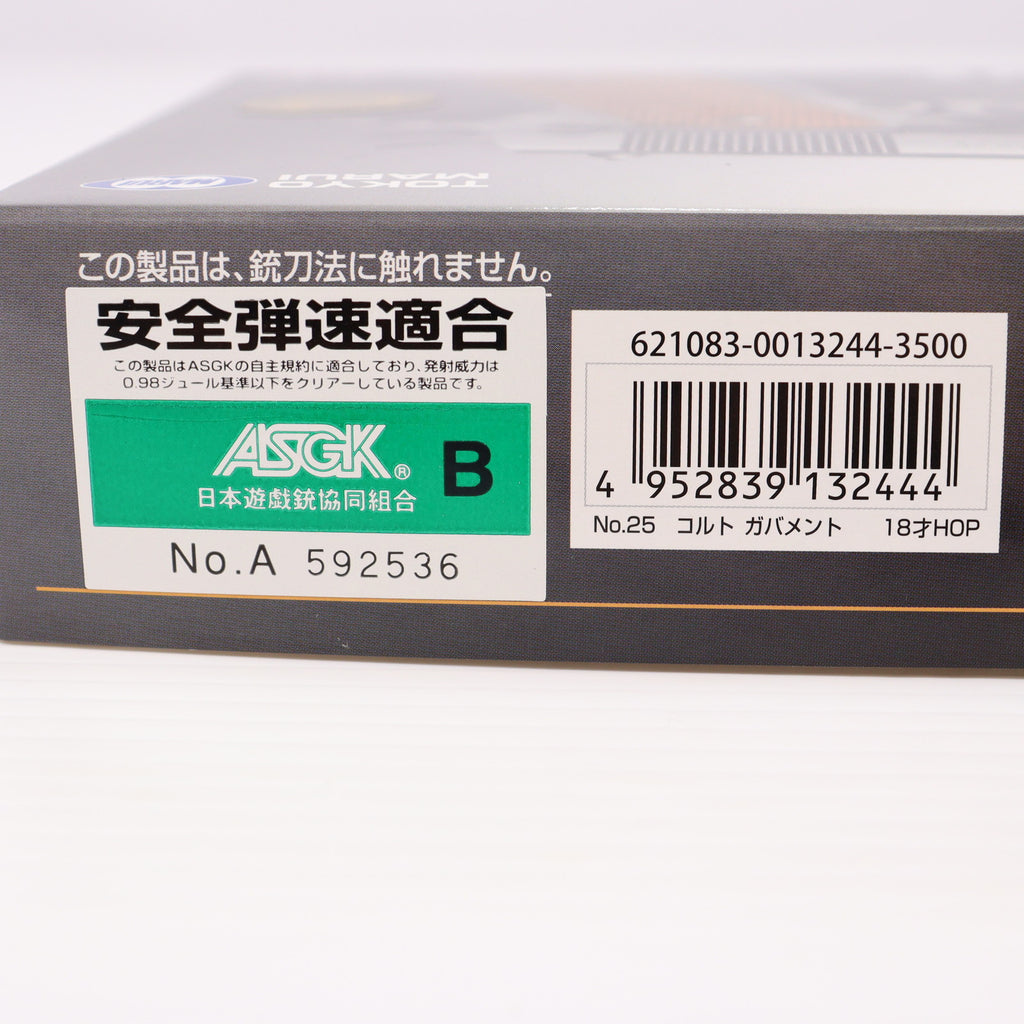 MARUI
TOKYO
MARUI
この製品は、銃刀法に触れません。
安全弾速適合
この製品はASGKの自主規約に適合しており、発射威力は
0.98ジュール基準以下をクリアーしている製品です。
ASGK®
日本遊戯銃協同組合
B
No.A 592536
621083-0013244-3500
4 952839 132444
No.25 コルト ガバメント 18才HOP